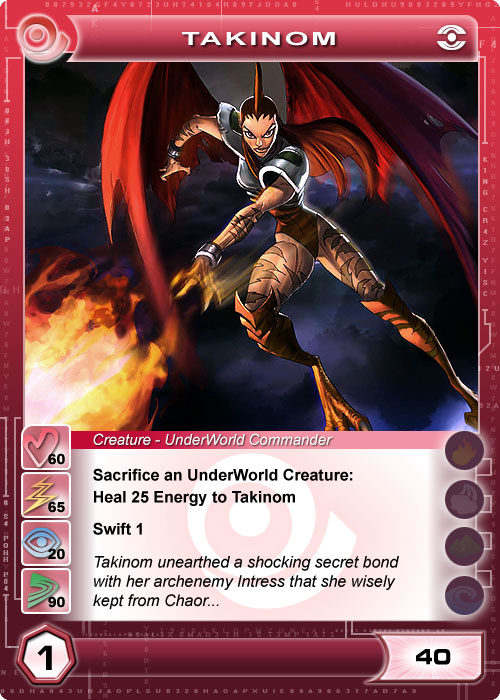 TAKINOM
Creature - UnderWorld Commander
60
65
20
90
Sacrifice an UnderWorld Creature:
Heal 25 Energy to Takinom
Swift 1
Takinom unearthed a shocking secret bond
with her archenemy Intress that she wisely
kept from Chaor...
1
40